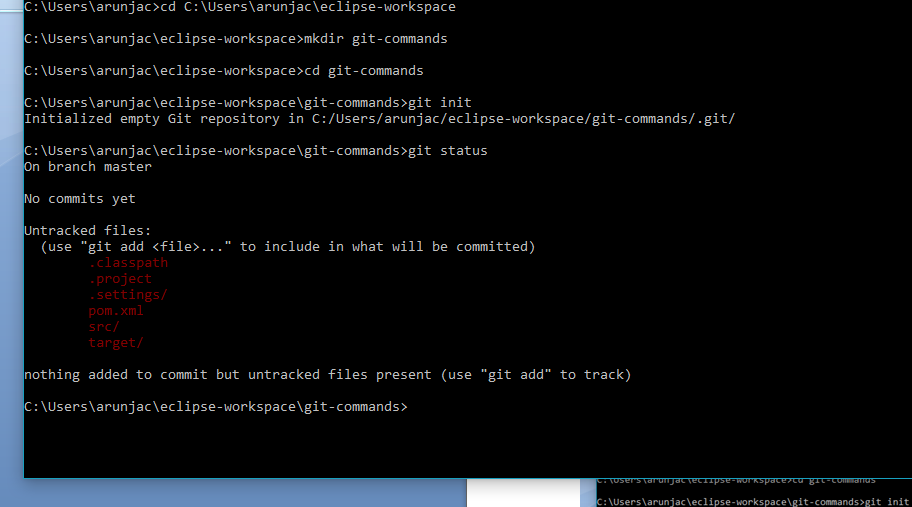 C:\Users\arunjac>cd C:\Users\arunjac\eclipse-workspace
C:\Users\arunjac\eclipse-workspace>mkdir git-commands
C:\Users\arunjac\eclipse-workspace>cd git-commands
C:\Users\arunjac\eclipse-workspace\git-commands>git init
Initialized empty Git repository in C:/Users/arunjac/eclipse-workspace/git-commands/.git/
C:\Users\arunjac\eclipse-workspace\git-commands>git status
On branch master
No commits yet
Untracked files:
(use "git add <file>..." to include in what will be committed)
.classpath
.project
.settings/
pom.xml
src/
target/
nothing added to commit but untracked files present (use "git add" to track)
C:\Users\arunjac\eclipse-workspace\git-commands>
C:\Users\arunjac\eclipse-workspace>cd git-commands
C:\Users\arunjac\eclipse-workspace\git-commands>git init